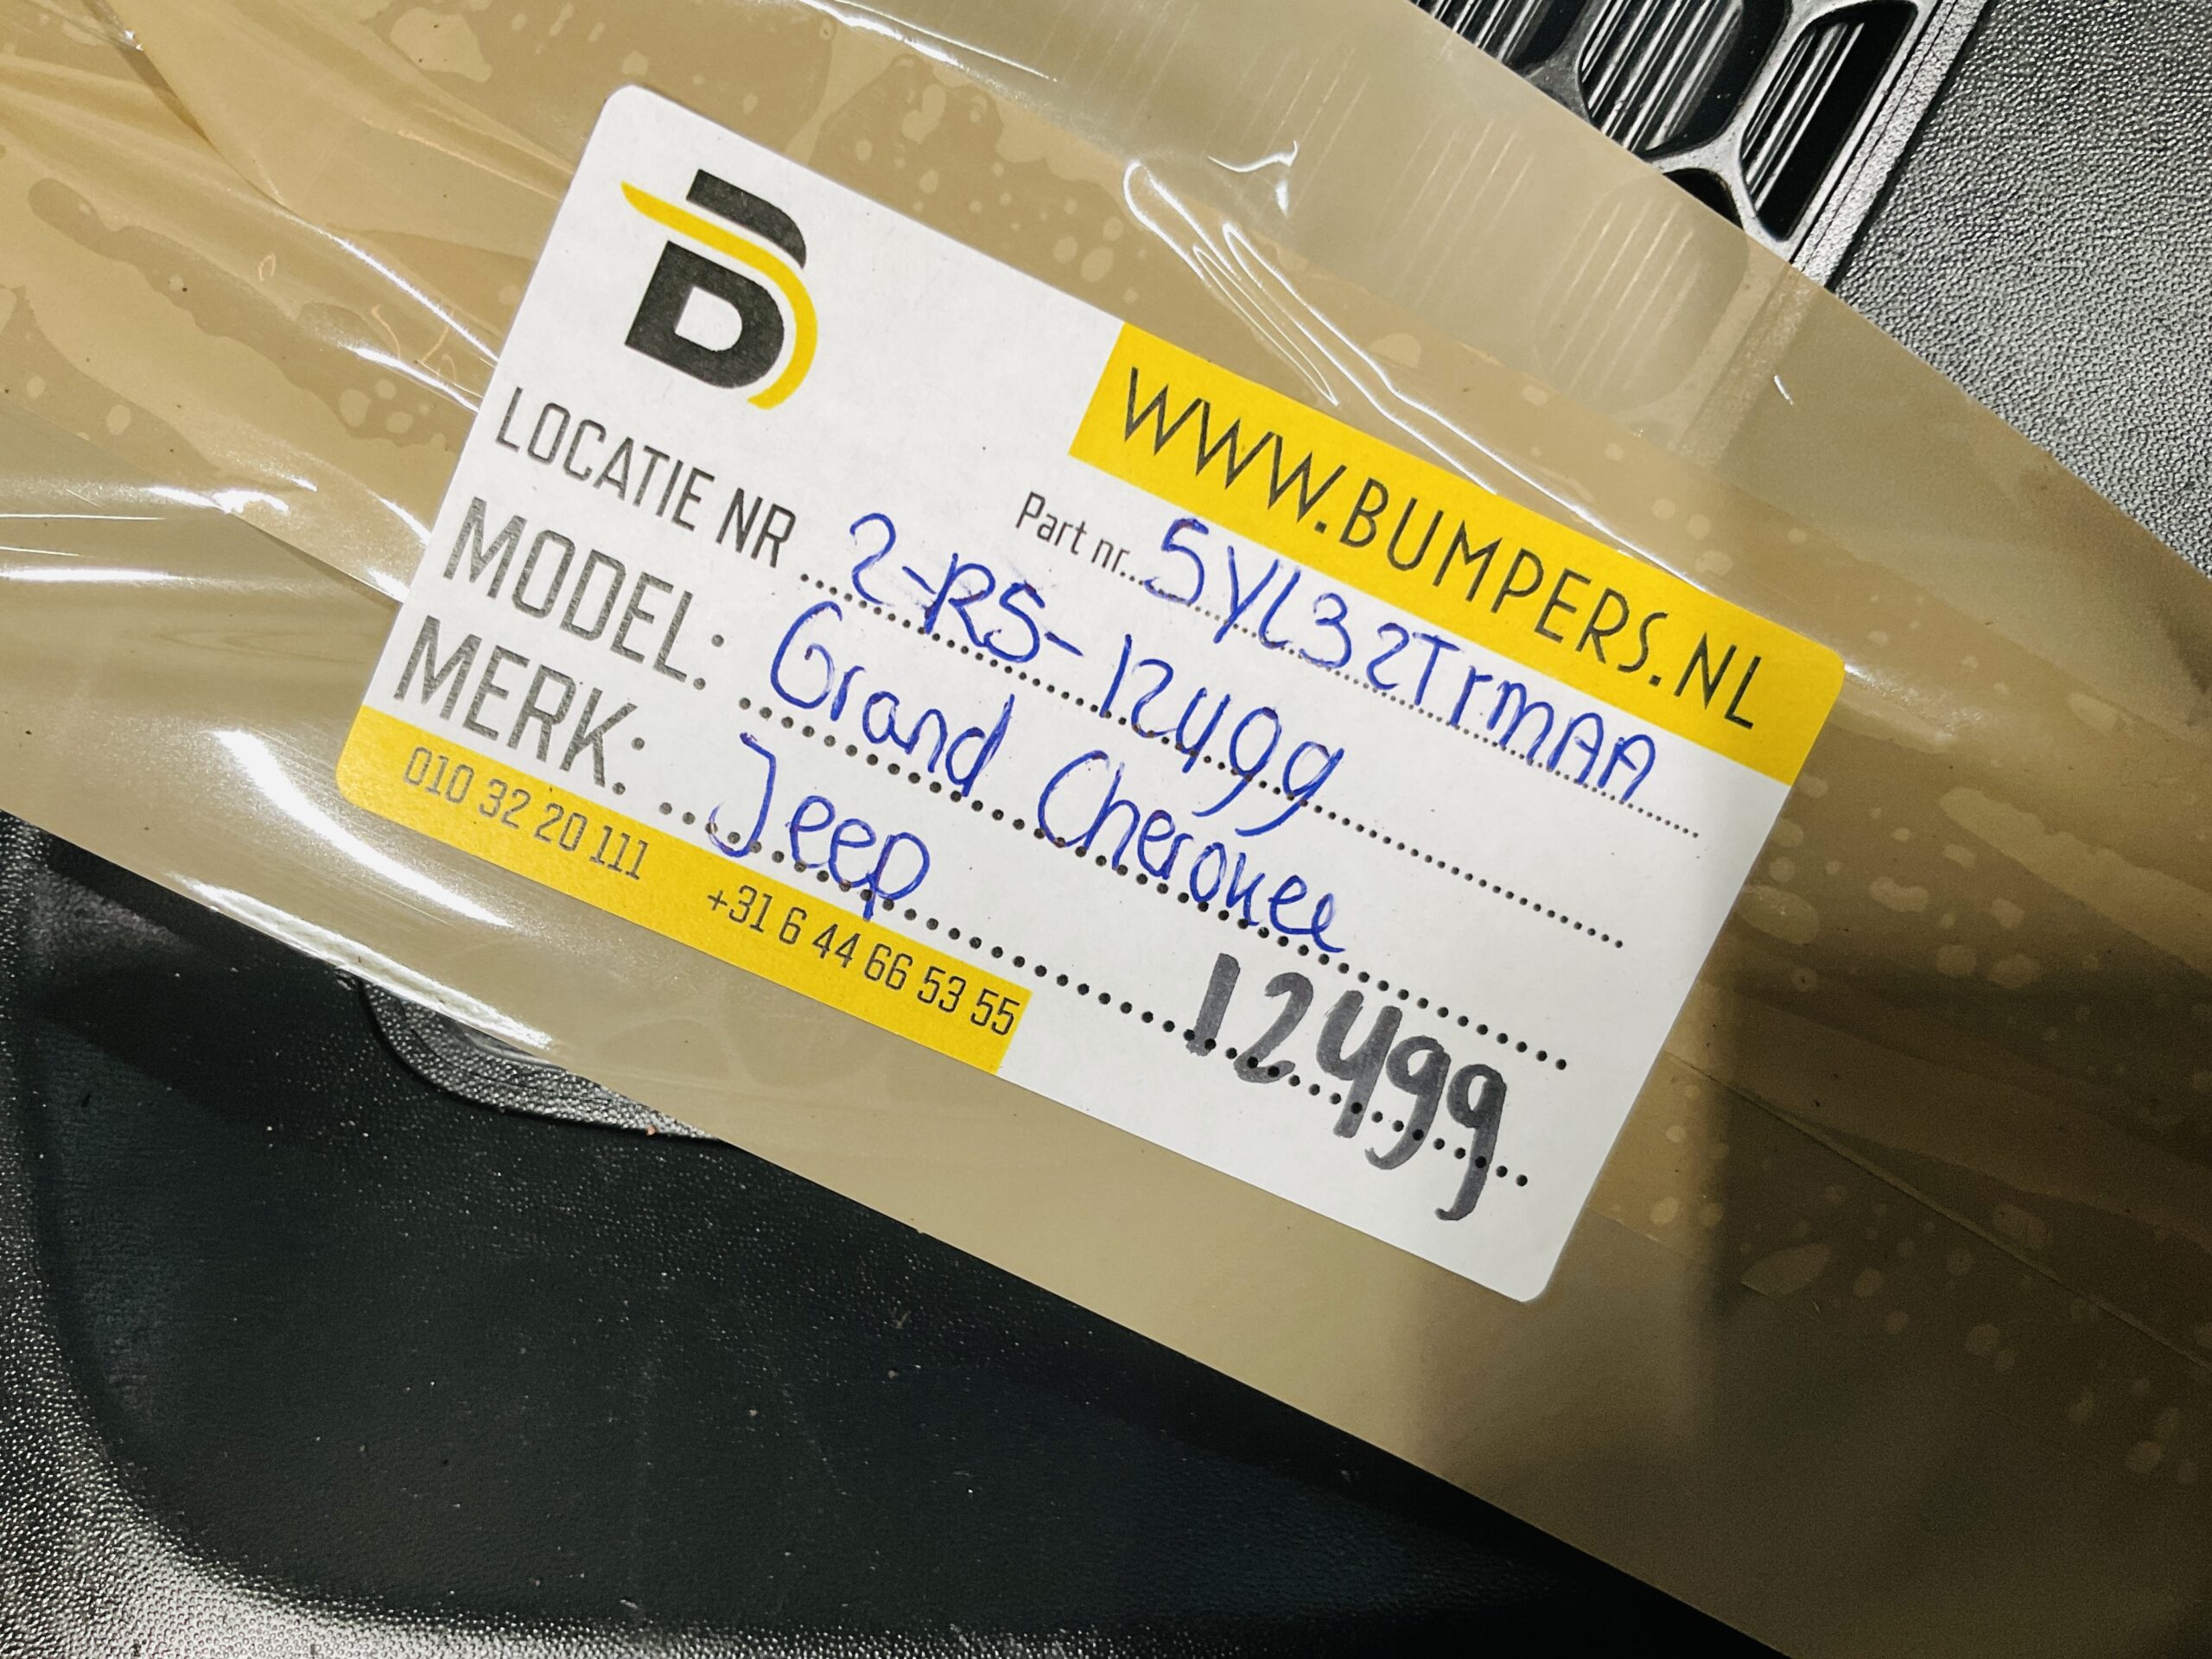 B
WWW.BUMPERS.NL
Part nr... 5YL32TrmAA
LOCATIE NR ... 2-RS-12499
MODEL: Grand Cherokee
MERK: Jeep
12499
010 32 20 111 +31 6 44 66 53 55